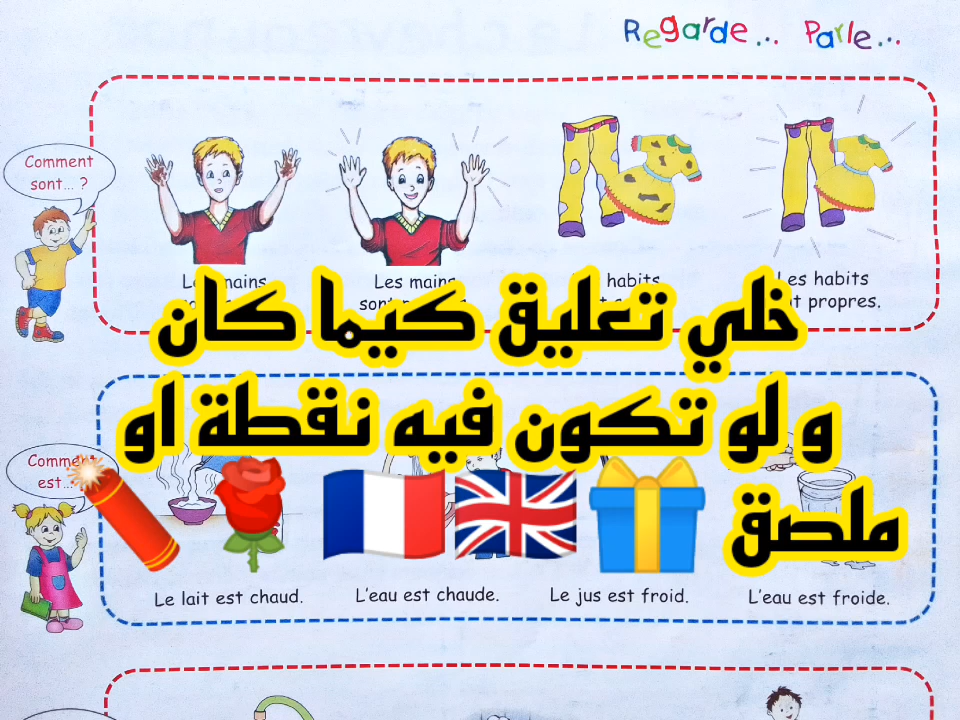 Regarde... Parle...
Comment
sont... ?
Les mains
Les mains
sont
habits
Les habits
sont propres.
خلي تعليق كيما كان
و لو تكون فيه نقطة او
ملصق
Comment
est...
Le lait est chaud.
L'eau est chaude.
Le jus est froid.
L'eau est froide.